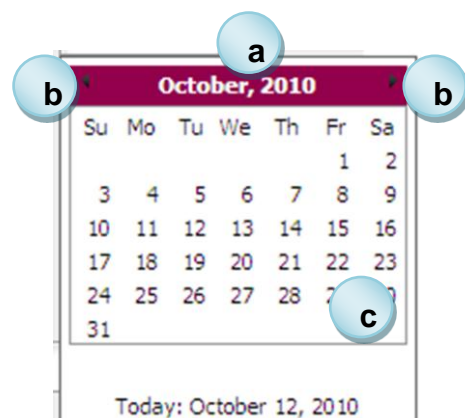 a
b October, 2010 b
Su Mo Tu We Th Fr Sa
1 2
3 4 5 6 7 8 9
10 11 12 13 14 15 16
17 18 19 20 21 22 23
24 25 26 27 28
c
31
Today: October 12, 2010